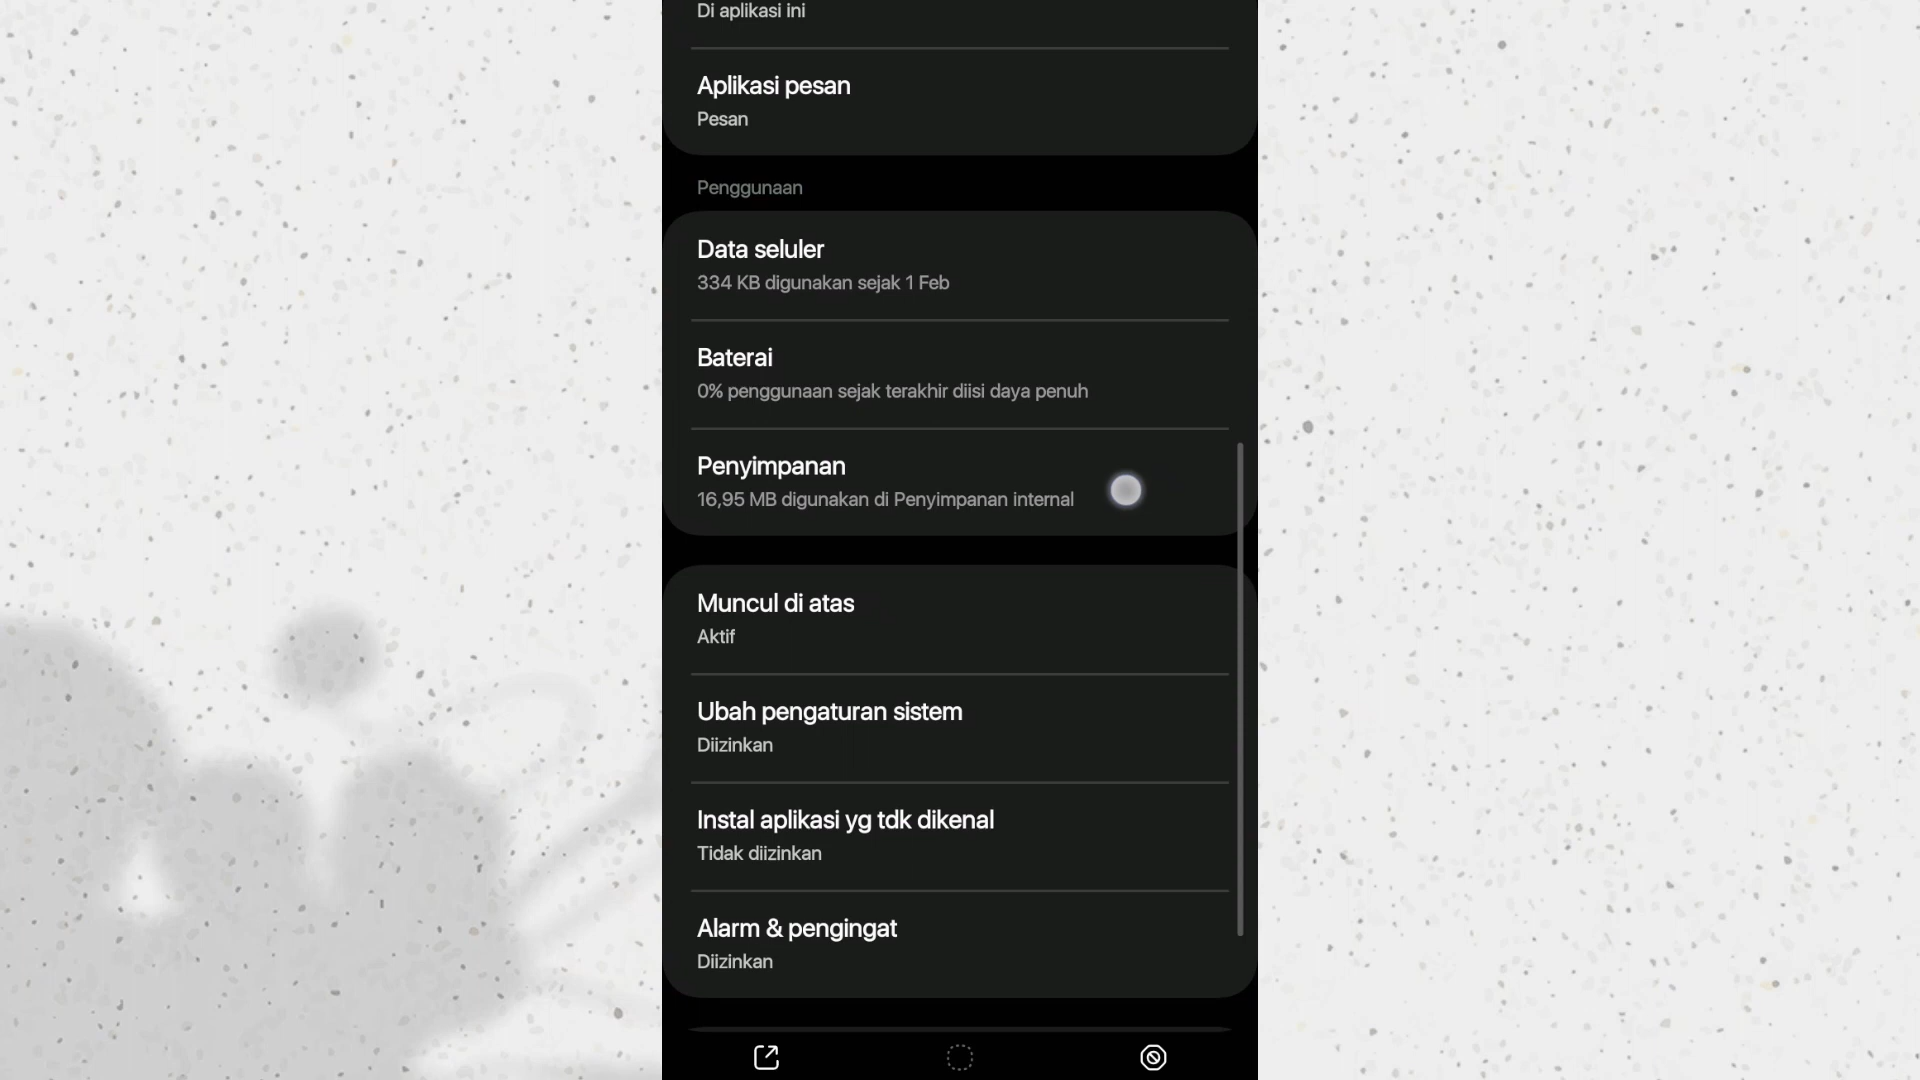 Di aplikasi ini
Aplikasi pesan
Pesan
Penggunaan
Data seluler
334 KB digunakan sejak 1 Feb
Baterai
0% penggunaan sejak terakhir diisi daya penuh
Penyimpanan
16,95 MB digunakan di Penyimpanan internal
Muncul di atas
Aktif
Ubah pengaturan sistem
Diizinkan
Instal aplikasi yg tdk dikenal
Tidak diizinkan
Alarm & pengingat
Diizinkan